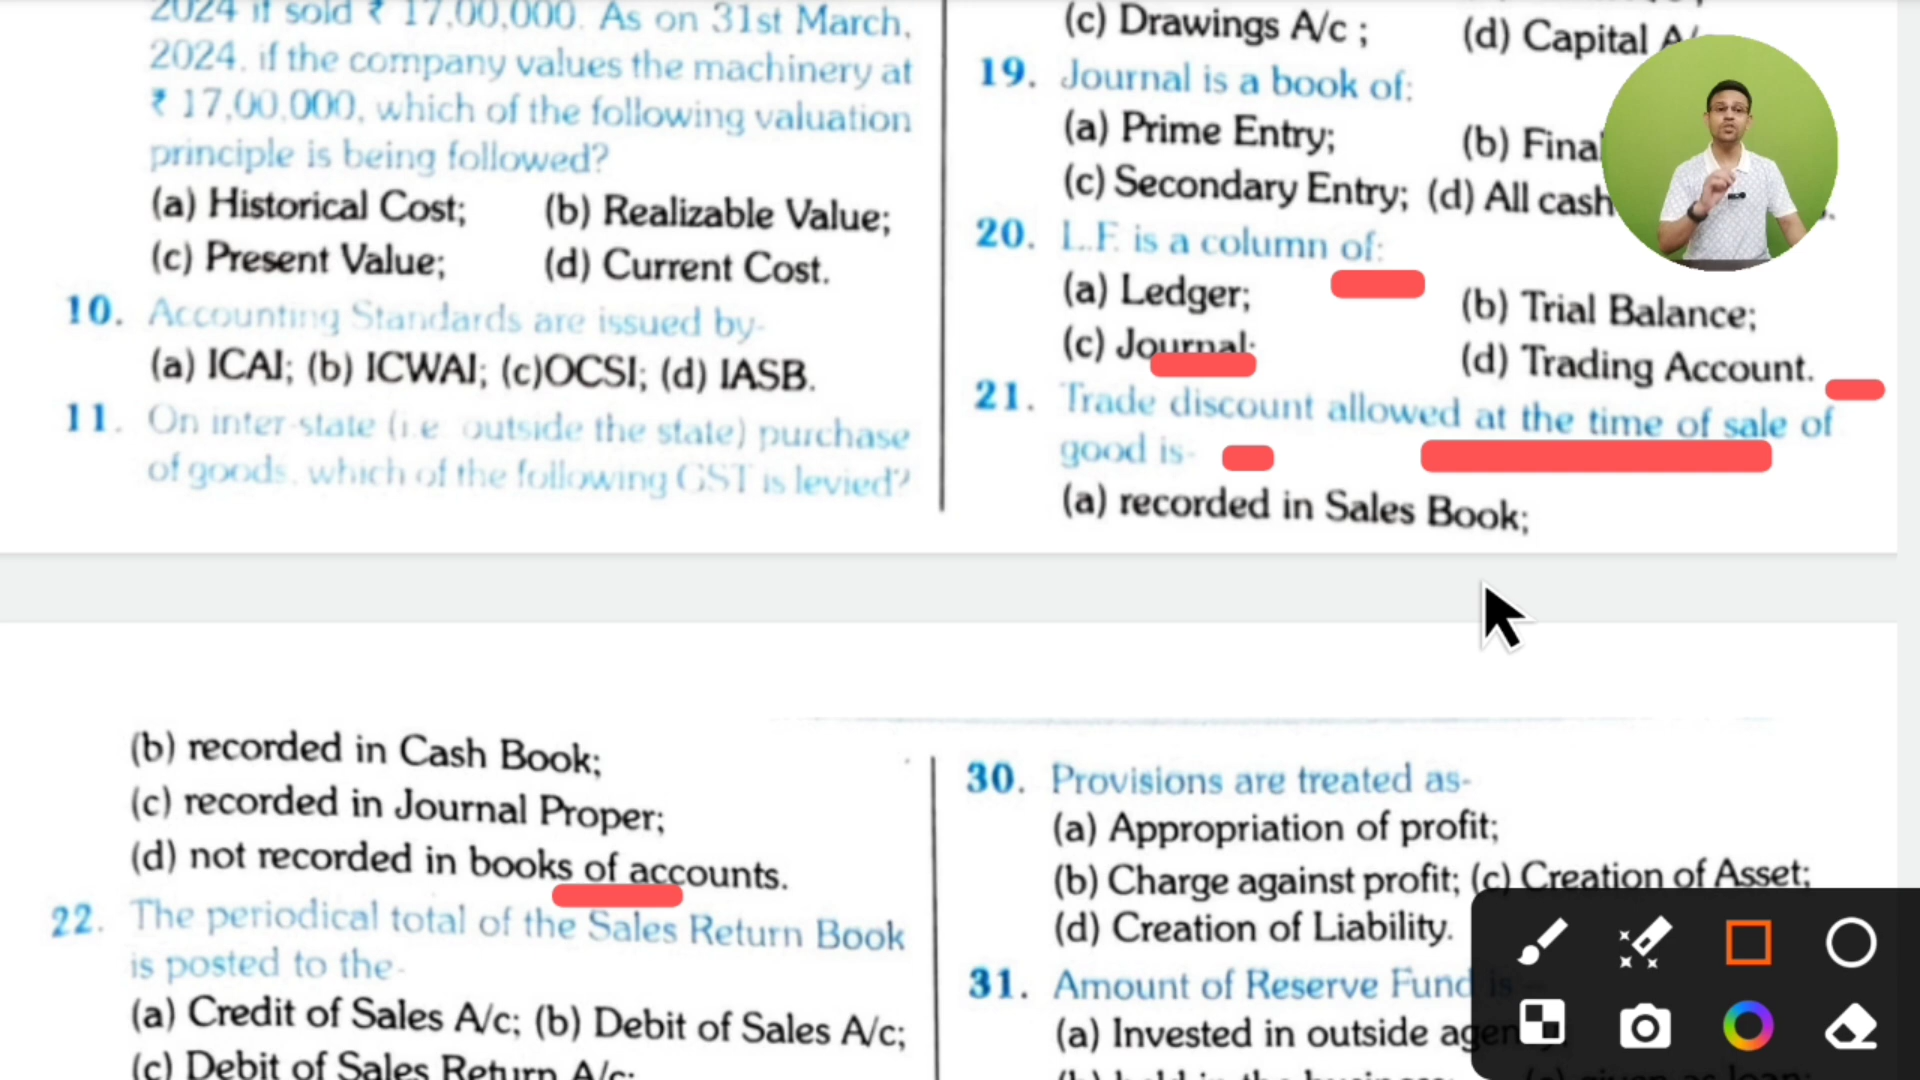 2024 it sold ₹ 17,00,000. As on 31st March,
2024, if the company values the machinery at
₹ 17,00,000, which of the following valuation
principle is being followed?
(a) Historical Cost; (b) Realizable Value;
(c) Present Value; (d) Current Cost.
10. Accounting Standards are issued by-
(a) ICAI; (b) ICWAI; (c)OCSI; (d) IASB.
11. On inter-state (i.e outside the state) purchase
of goods, which of the following GST is levied?
(c) Drawings A/c ; (d) Capital
19. Journal is a book of:
(a) Prime Entry; (b)
(c) Secondary Entry; (d) All cash
20. L.F. is a column of:
(a) Ledger; (b) Trial Balance;
(c) Journal; (d) Trading Account.
21. Trade discount allowed at the time of sale of
good is-
(a) recorded in Sales Book;
(b) recorded in Cash Book;
(c) recorded in Journal Proper;
(d) not recorded in books of accounts.
22. The periodical total of the Sales Return Book
is posted to the-
(a) Credit of Sales A/c; (b) Debit of Sales A/c;
(c) Debit of Sales Return A/c;
30. Provisions are treated as-
(a) Appropriation of profit;
(b) Charge against profit; (c) Creation of Asset;
(d) Creation of Liability.
31. Amount of Reserve Fund is
(a) Invested in outside